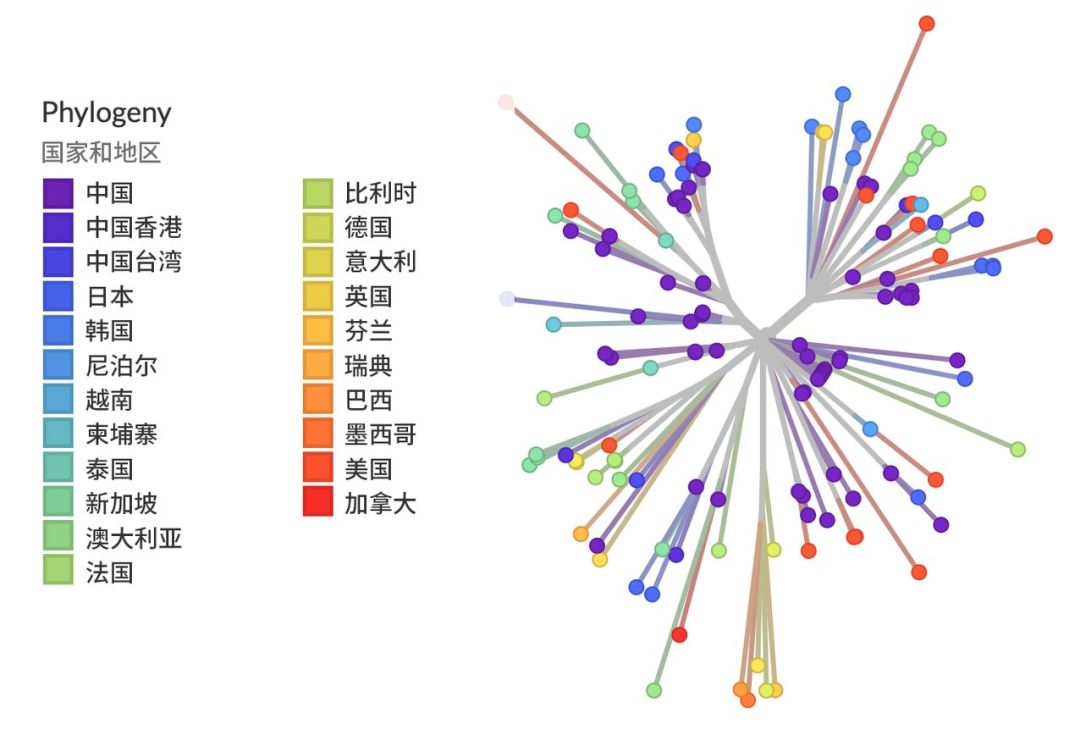 Phylogeny
国家和地区
中国
中国香港
中国台湾
日本
韩国
尼泊尔
越南
柬埔寨
泰国
新加坡
澳大利亚
法国
比利时
德国
意大利
英国
芬兰
瑞典
巴西
墨西哥
美国
加拿大